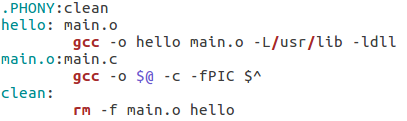 .PHONY:clean
hello: main.o
        gcc -o hello main.o -L/usr/lib -ldll
main.o:main.c
        gcc -o $@ -c -fPIC $^
clean:
        rm -f main.o hello